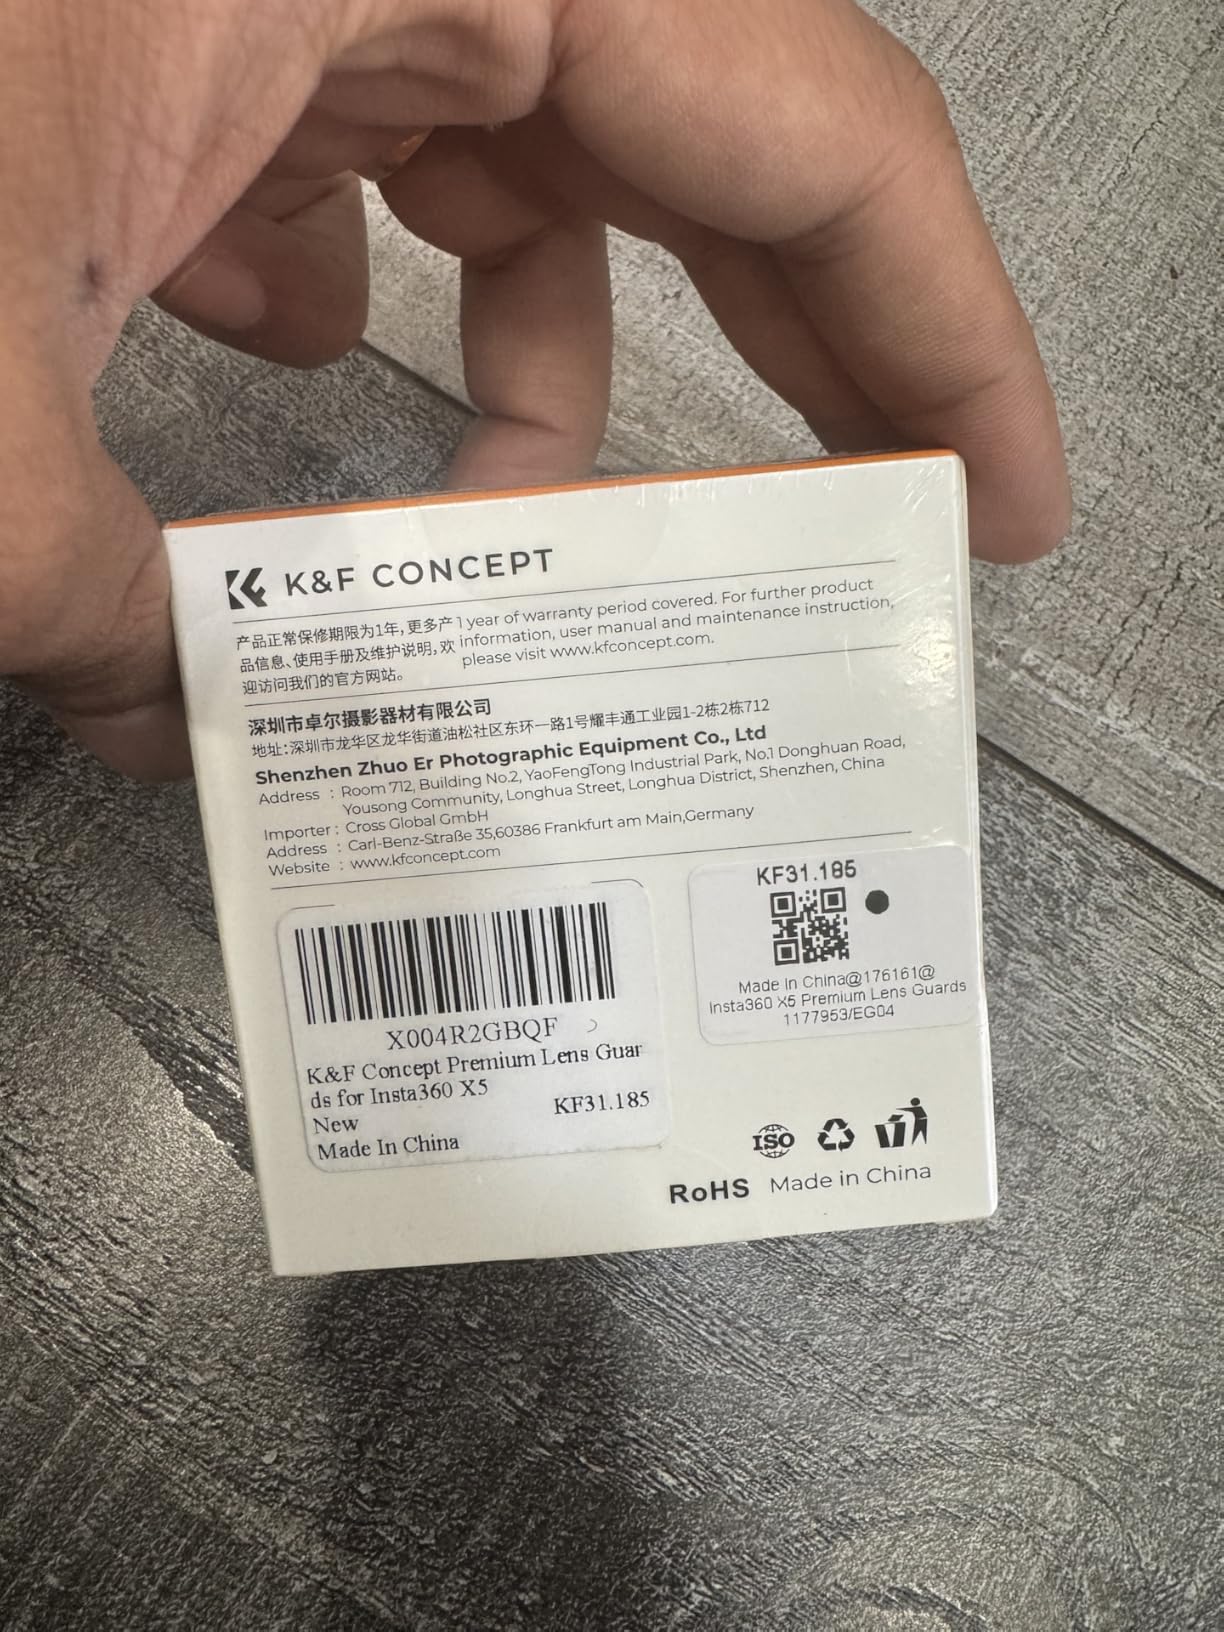 K&F CONCEPT
产品正常保修期限为1年,更多产
品信息、使用手册及维护说明,欢
迎访问我们的官方网站。
1 year of warranty period covered. For further product
information, user manual and maintenance instruction,
please visit www.kfconcept.com.
深圳市卓尔摄影器材有限公司
地址:深圳市龙华区龙华街道油松社区东环一路1号耀丰通工业园1-2栋2栋712
Shenzhen Zhuo Er Photographic Equipment Co., Ltd
Address : Room 712, Building No.2, YaoFengTong Industrial Park, No.1 Donghuan Road,
Yousong Community, Longhua Street, Longhua District, Shenzhen, China
Importer : Cross Global GmbH
Address : Carl-Benz-Straße 35,60386 Frankfurt am Main,Germany
Website : www.kfconcept.com
X004R2GBQF
K&F Concept Premium Lens Guar
ds for Insta360 X5
New
KF31.185
Made In China
KF31.185
Made In China@176161@
Insta360 X5 Premium Lens Guards
1177953/EG04
ISO
RoHS Made in China